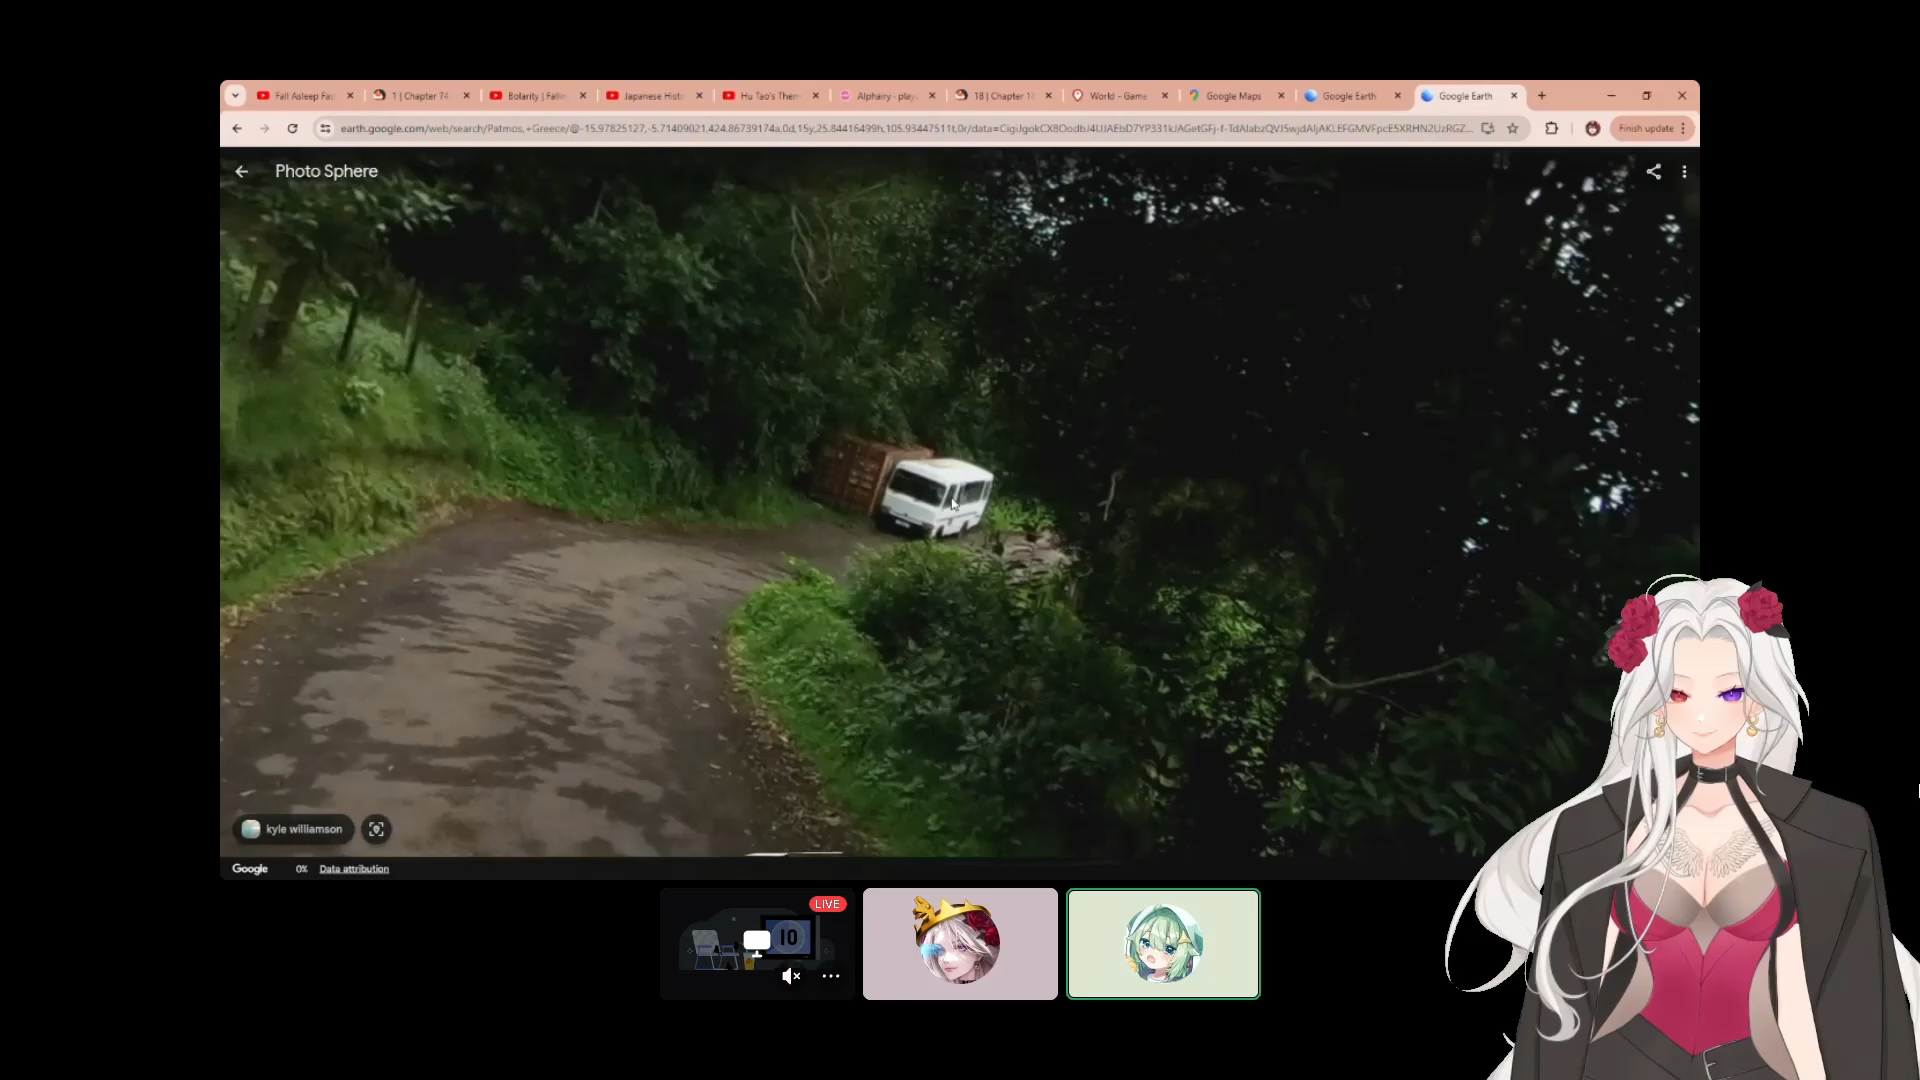 Fall Asleep Fa
1 | Chapter 74
Bolarity | Fallin
Japanese Hist
Hu Tao's Them
Alphairy - play
18 | Chapter 1
World - Game
Google Maps
Google Earth
Google Earth
Finish update
Photo Sphere
kyle williamson
Google 0% Data attribution
LIVE
10